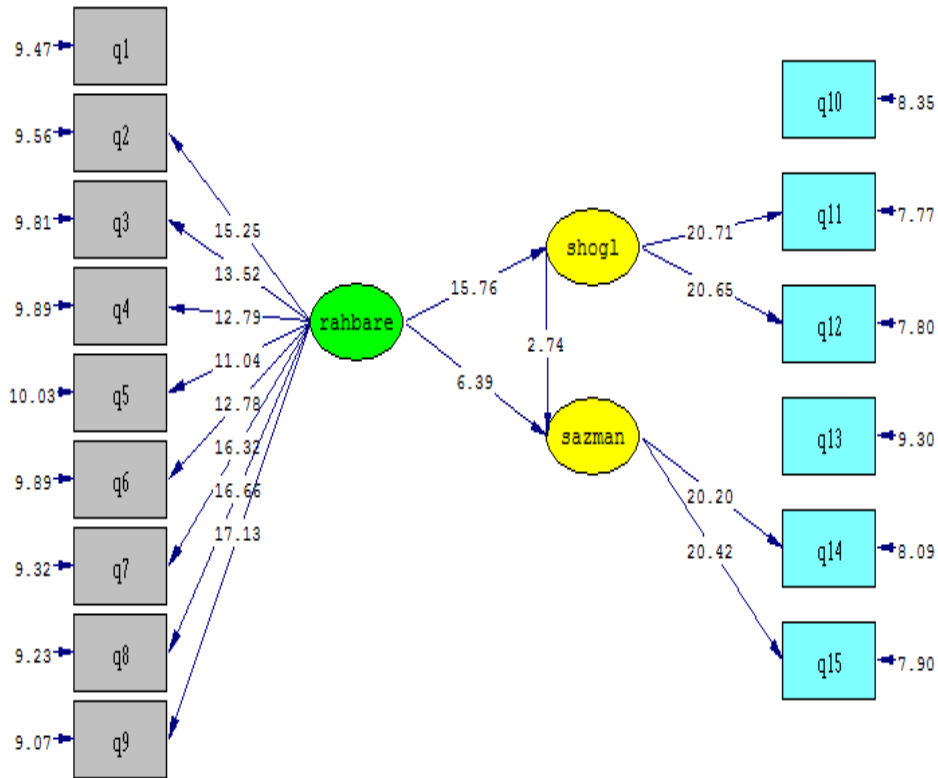 9.47 q1
9.56 q2
9.81 q3
9.89 q4
10.03 q5
9.89 q6
9.32 q7
9.23 q8
9.07 q9
15.25
13.52
12.79
11.04
12.78
16.32
16.66
17.13
rahbare
15.76
6.39
shogl
2.74
sazman
20.71
20.65
20.20
20.42
q10 8.35
q11 7.77
q12 7.80
q13 9.30
q14 8.09
q15 7.90